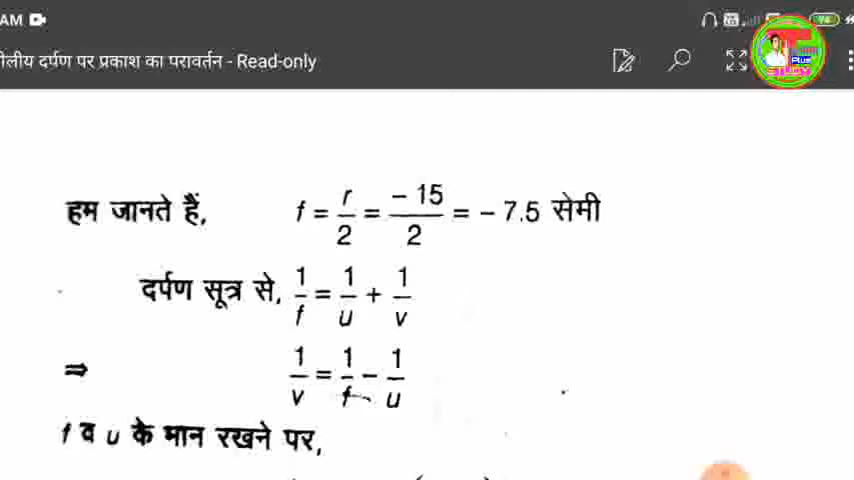 AM
ीलीय दर्पण पर प्रकाश का परावर्तन - Read-only
Plus
हम जानते हैं, f = r/2 = -15/2 = - 7.5 सेमी
दर्पण सूत्र से, 1/f = 1/u + 1/v
⇒ 1/v = 1/f - 1/u
f व u के मान रखने पर,